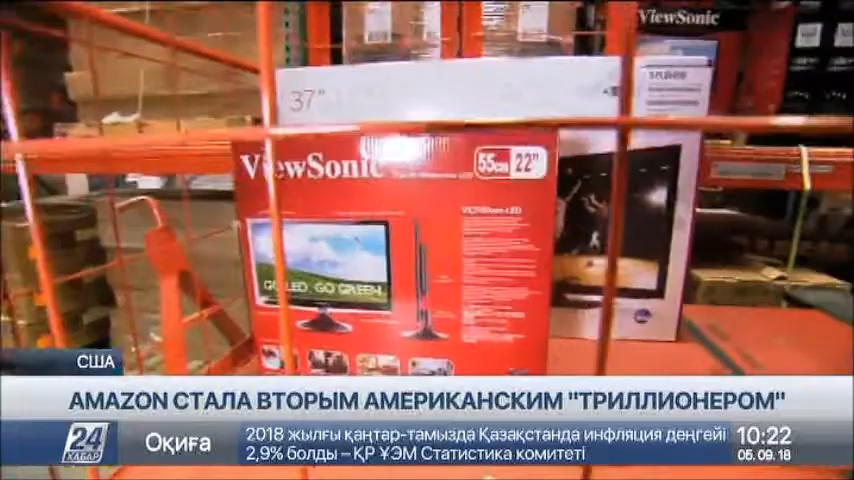 ViewSonic
37"
ViewSonic
55cm 22"
GO LED GO GREEN
США
AMAZON СТАЛА ВТОРЫМ АМЕРИКАНСКИМ "ТРИЛЛИОНЕРОМ"
24 ХАБАР
Оқиға
2018 жылғы қаңтар-тамызда Қазақстанда инфляция деңгейі
2,9% болды – ҚР ҰЭМ Статистика комитеті
10:22
05.09.18